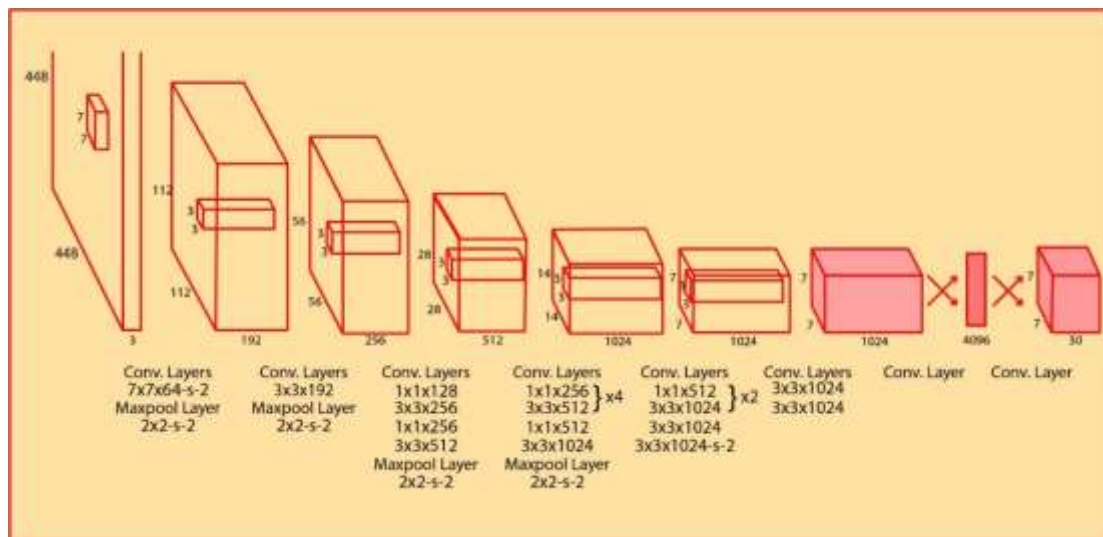 448
448
7
7
3
112
112
3
3
192
56
56
3
3
256
28
28
3
3
512
14
14
3
3
1024
7
7
3
1024
7
7
1024
4096
7
7
30
Conv. Layers
7x7x64-s-2
Maxpool Layer
2x2-s-2
Conv. Layers
3x3x192
Maxpool Layer
2x2-s-2
Conv. Layers
1x1x128
3x3x256
1x1x256
3x3x512
Maxpool Layer
2x2-s-2
Conv. Layers
1x1x256
3x3x512
}x4
1x1x512
3x3x1024
Maxpool Layer
2x2-s-2
Conv. Layers
1x1x512
3x3x1024
}x2
3x3x1024
3x3x1024-s-2
Conv. Layers
3x3x1024
3x3x1024
Conv. Layer
Conv. Layer